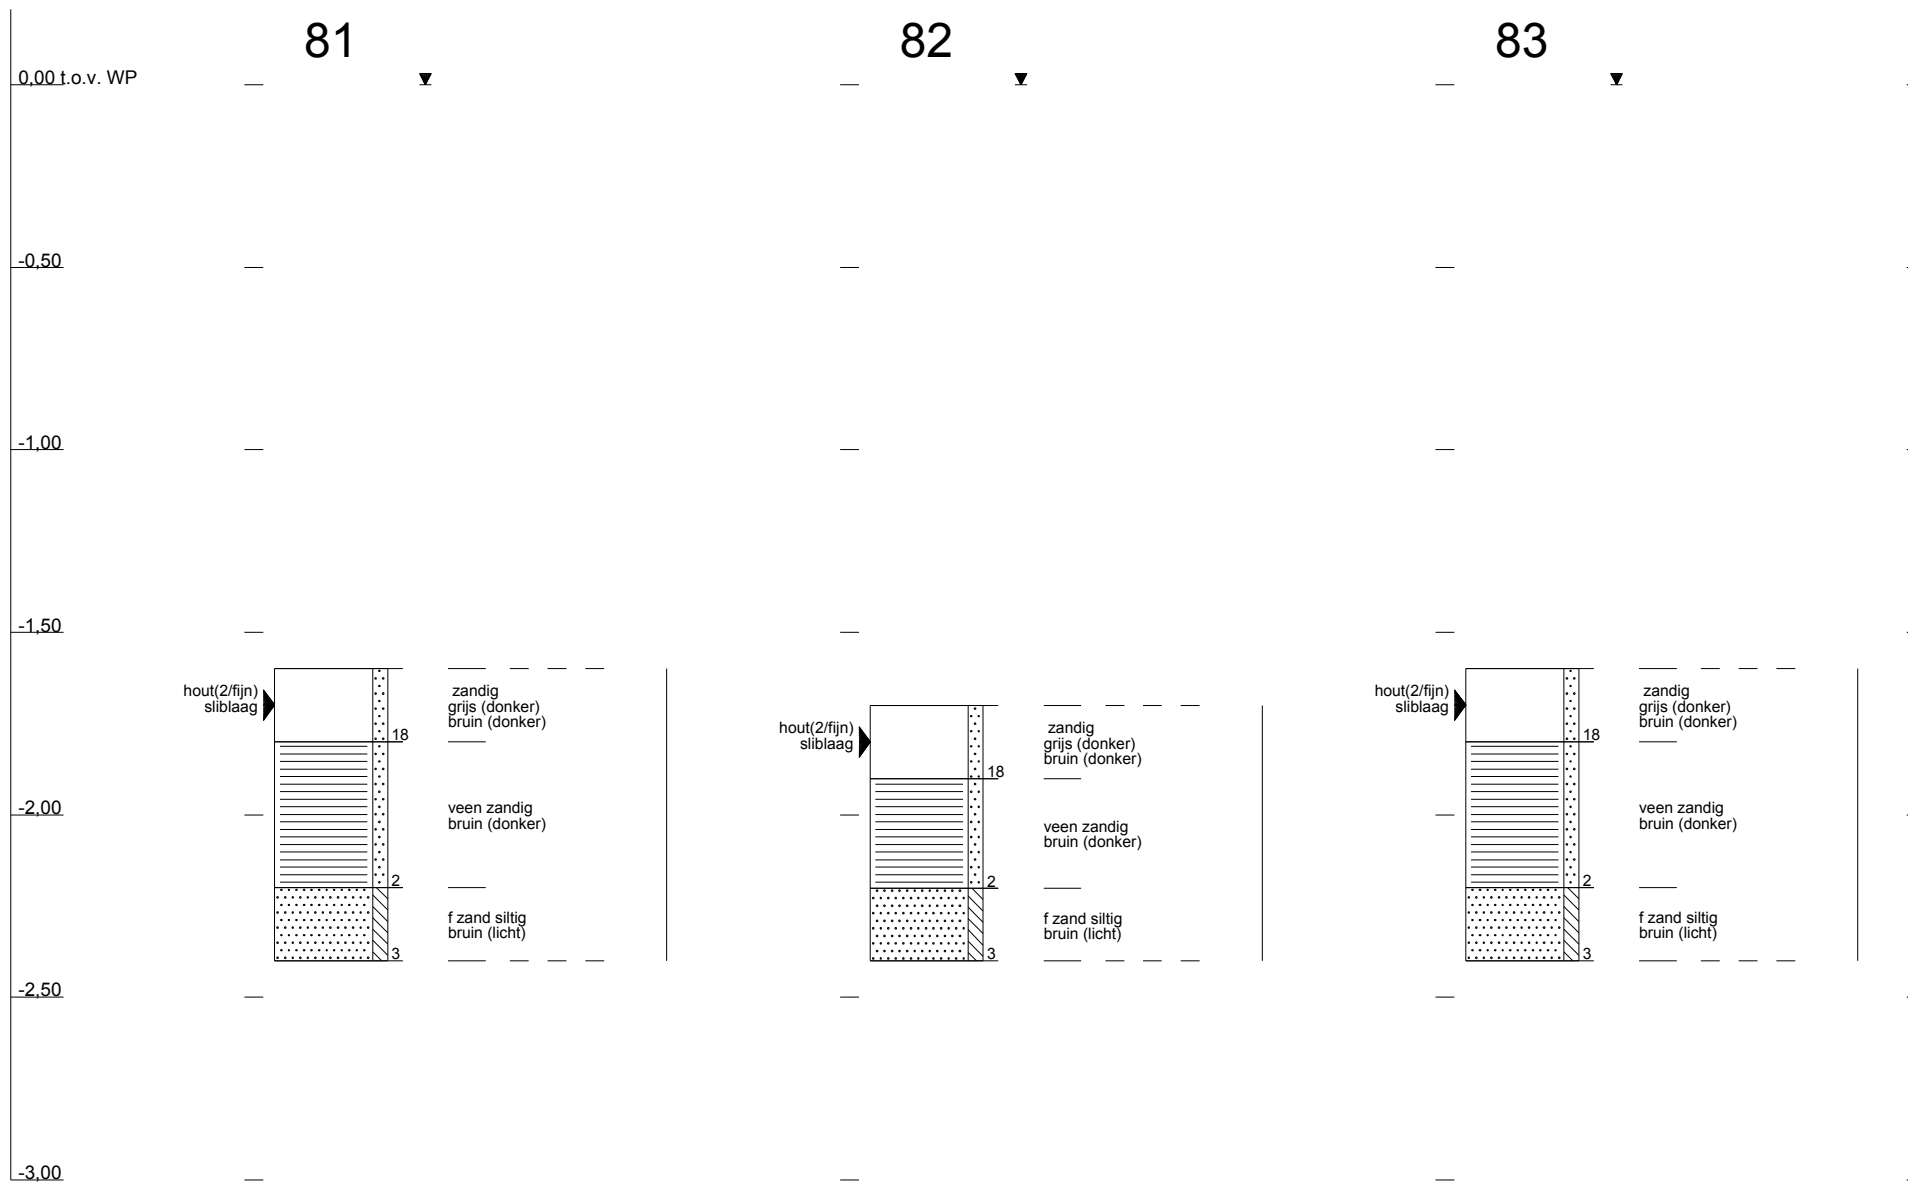 81
82
83
0,00 t.o.v. WP
-0,50
-1,00
-1,50
-2,00
-2,50
-3,00
hout(2/fijn)
sliblaag
zandig
grijs (donker)
bruin (donker)
18
veen zandig
bruin (donker)
2
f zand siltig
bruin (licht)
3
hout(2/fijn)
sliblaag
zandig
grijs (donker)
bruin (donker)
18
veen zandig
bruin (donker)
2
f zand siltig
bruin (licht)
3
hout(2/fijn)
sliblaag
zandig
grijs (donker)
bruin (donker)
18
veen zandig
bruin (donker)
2
f zand siltig
bruin (licht)
3